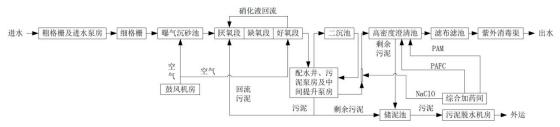 硝化液回流
进水
粗格栅及进水泵房
细格栅
曝气沉砂池
厌氧段
缺氧段
好氧段
二沉池
高密度澄清池
滤布滤池
紫外消毒渠
出水
空气
空气
鼓风机房
回流
污泥
配水井、污
泥泵房及中
间提升泵房
剩余
污泥
PAM
PAFC
NaClO
综合加药间
污泥
剩余污泥
储泥池
污泥
污泥脱水机房
外运